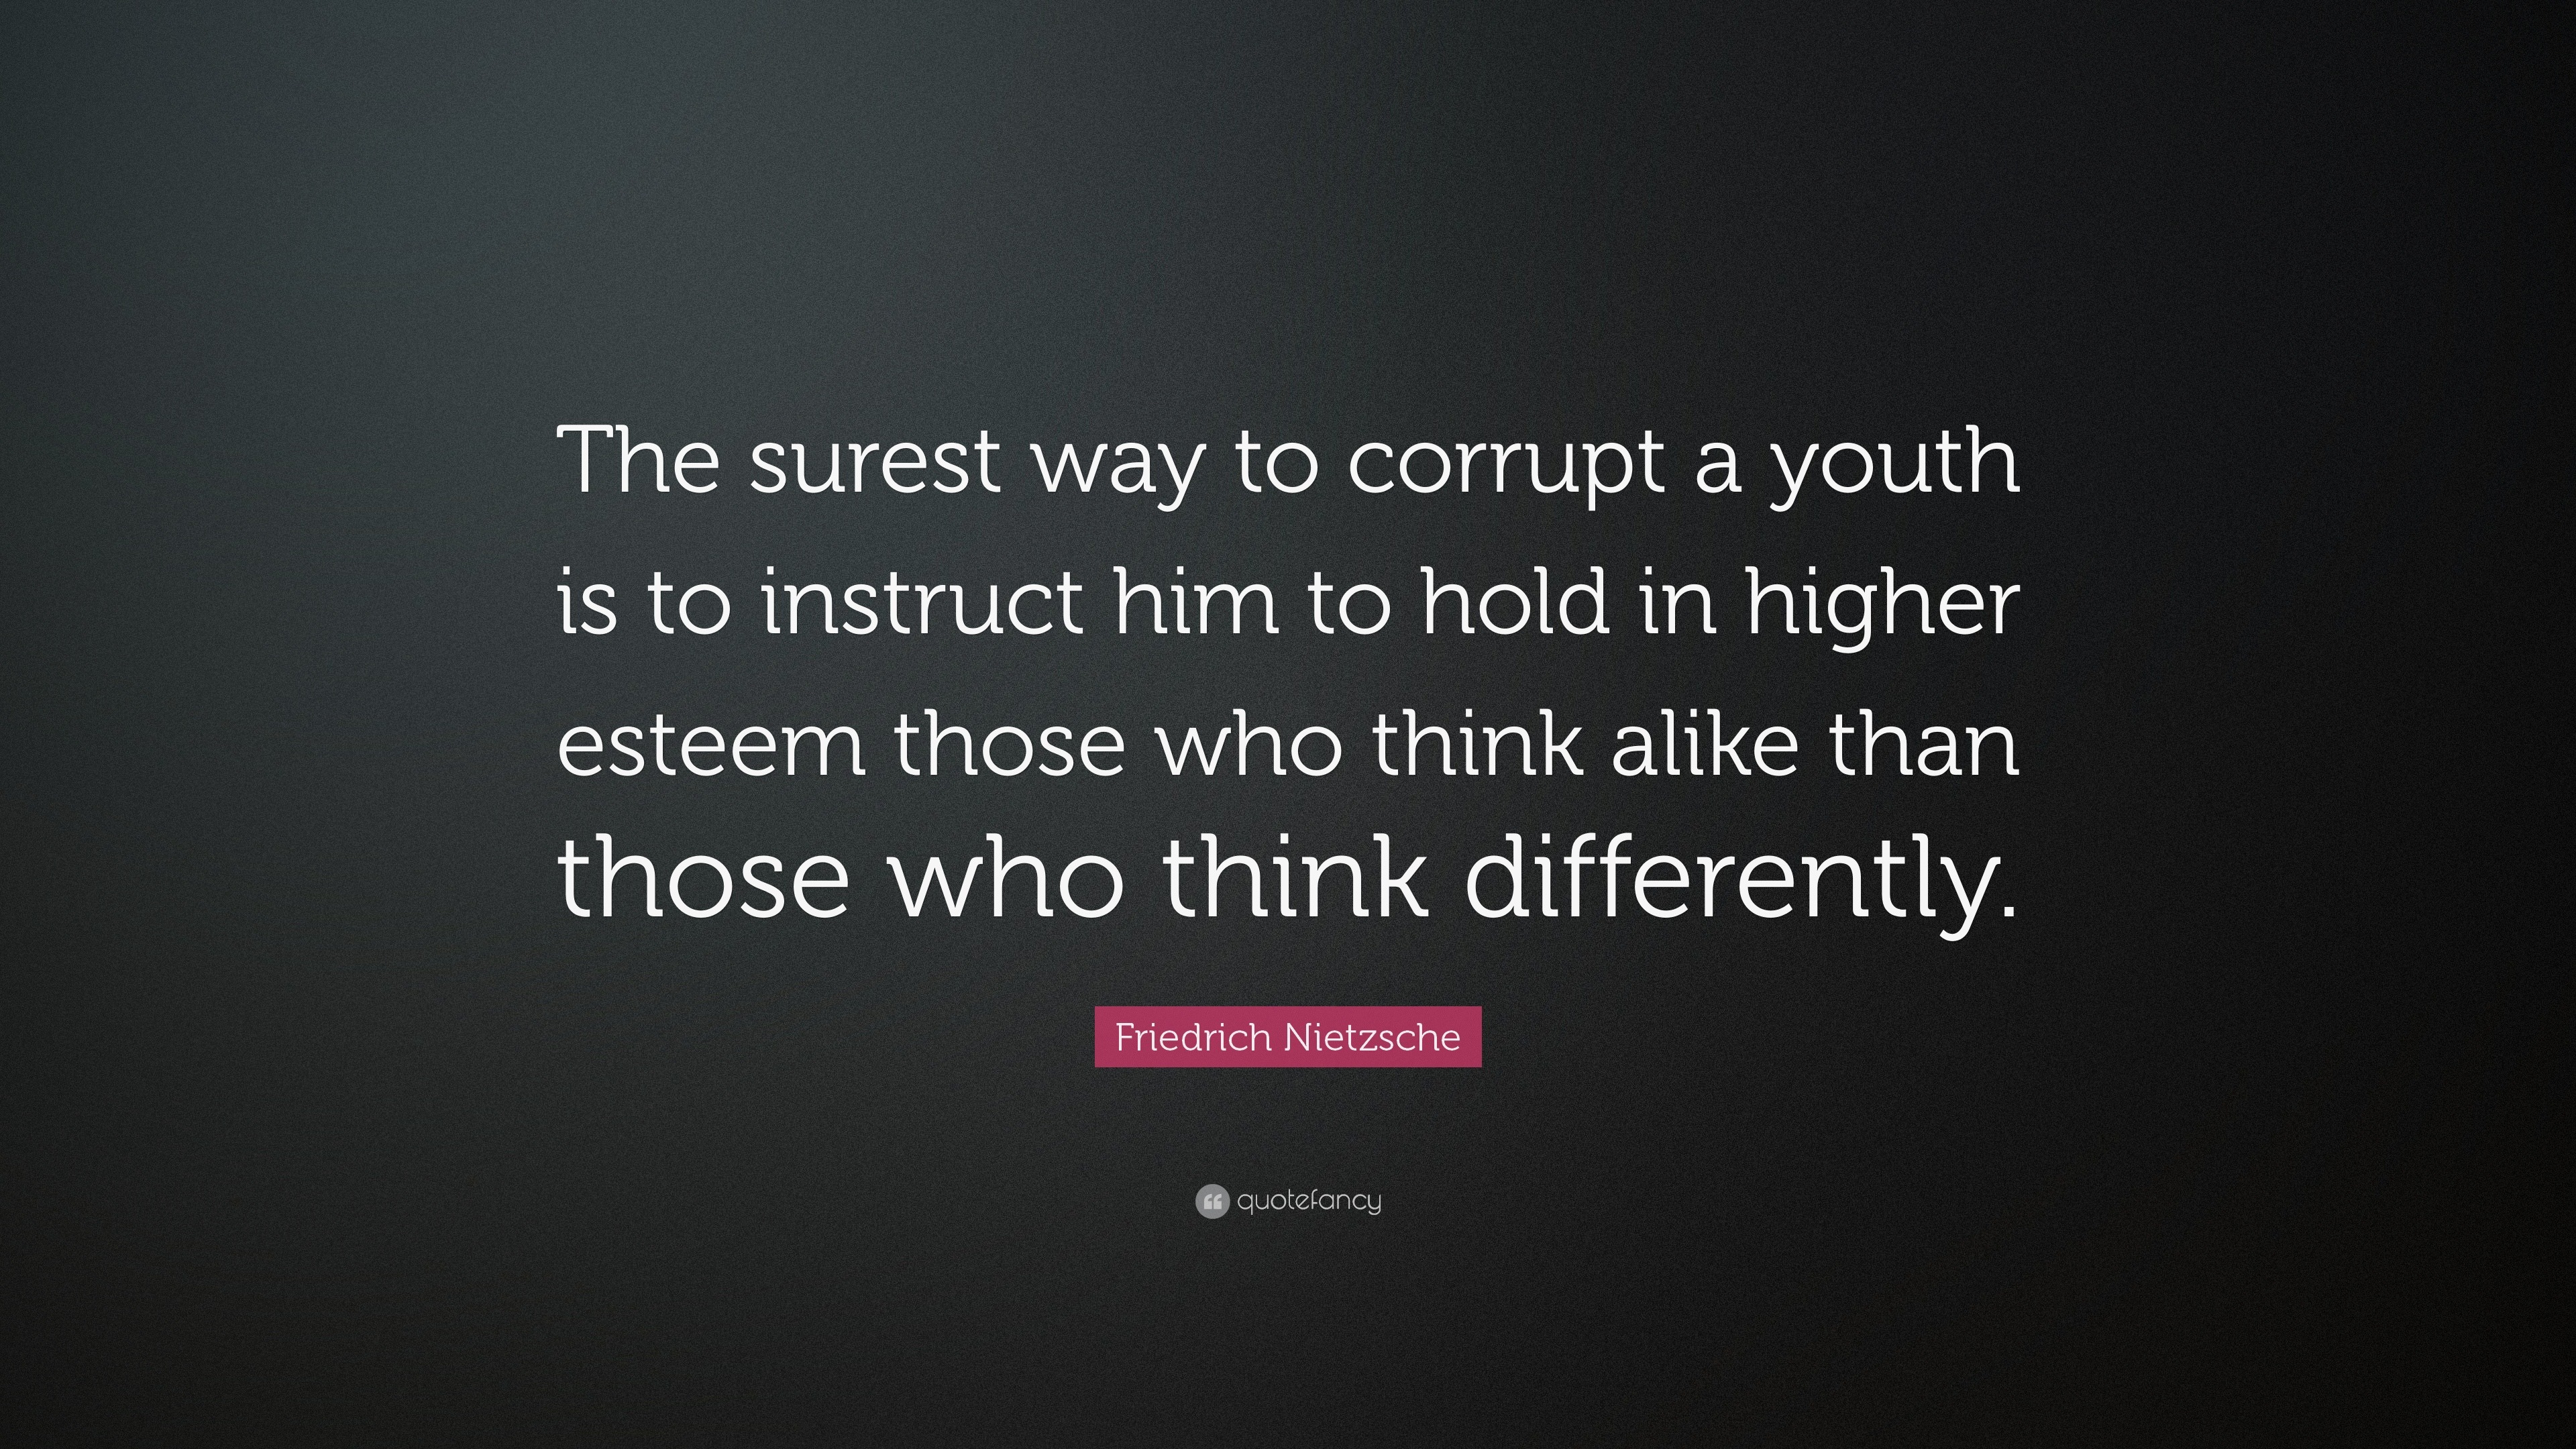 The surest way to corrupt a youth
is to instruct him to hold in higher
esteem those who think alike than
those who think differently.
Friedrich Nietzsche
quotefancy